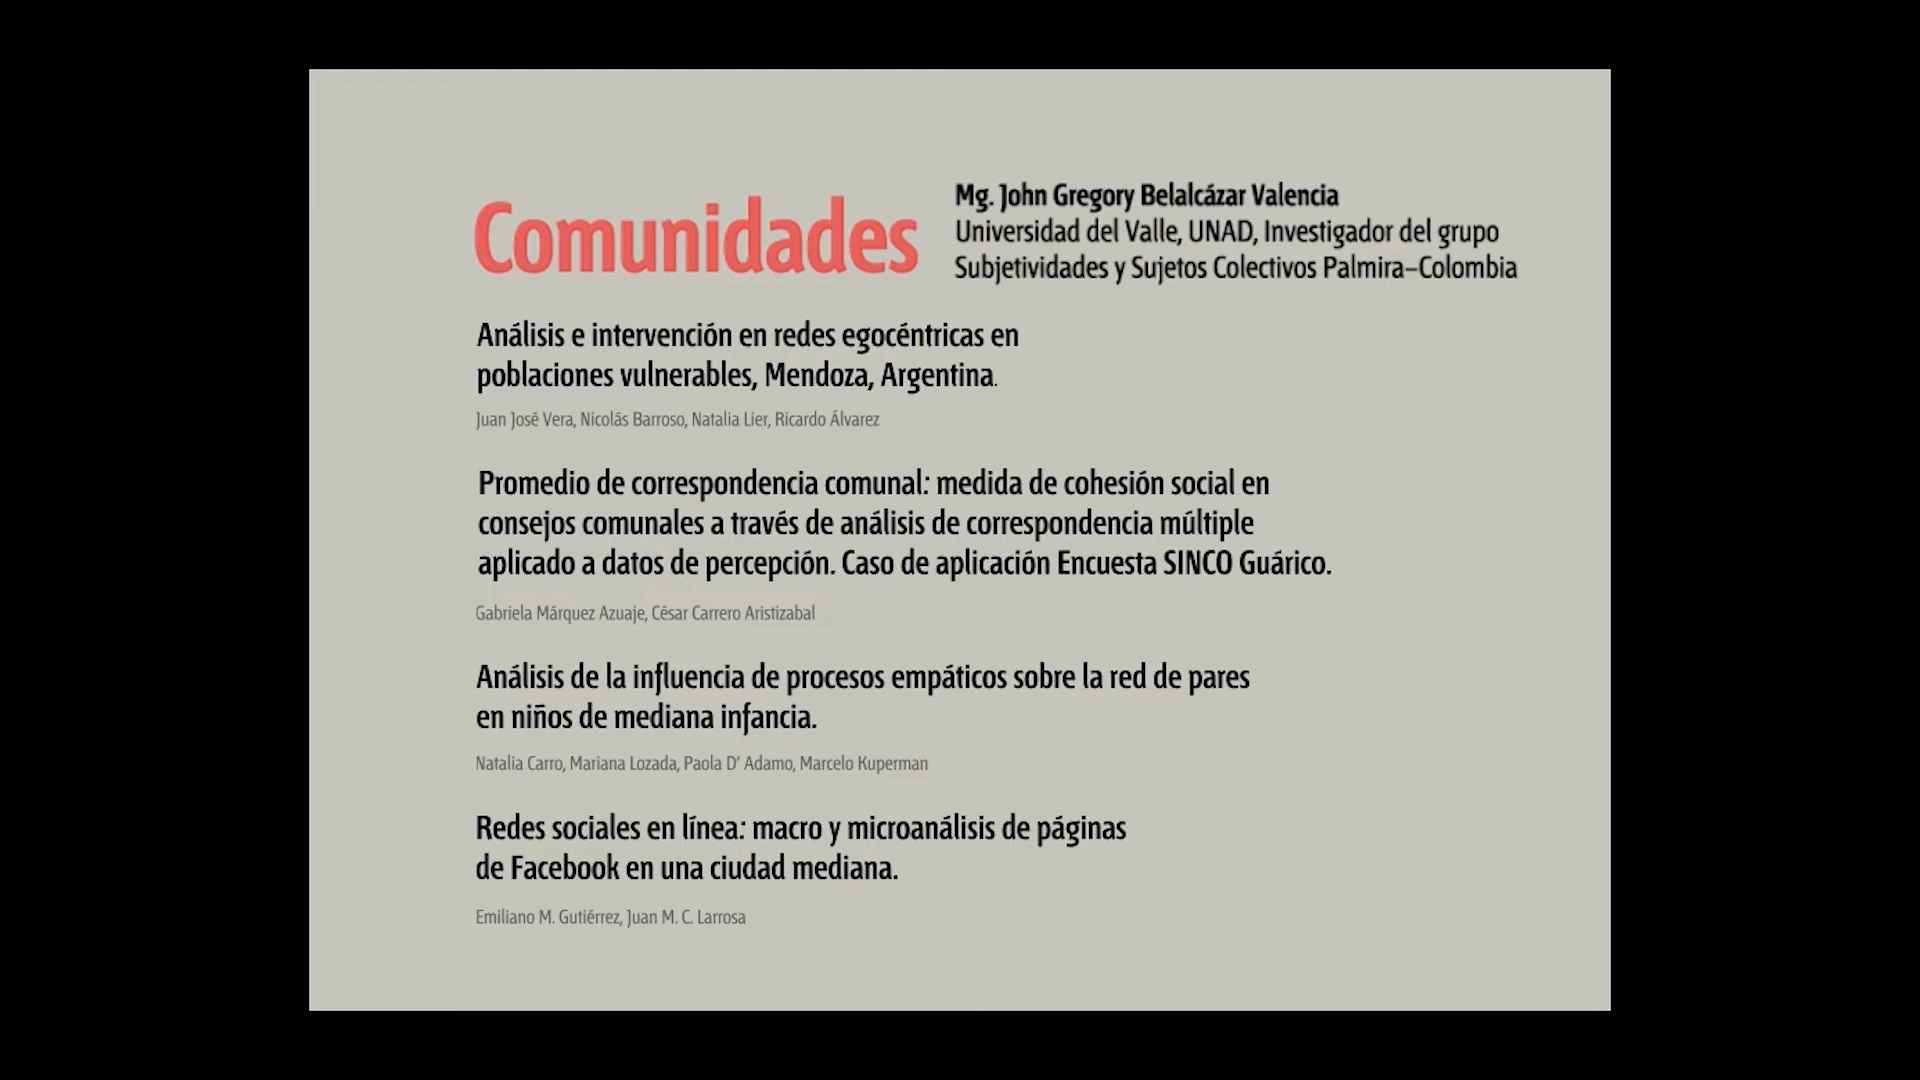 Comunidades
Mg. John Gregory Belalcázar Valencia
Universidad del Valle, UNAD, Investigador del grupo
Subjetividades y Sujetos Colectivos Palmira–Colombia
Análisis e intervención en redes egocéntricas en
poblaciones vulnerables, Mendoza, Argentina.
Juan José Vera, Nicolás Barroso, Natalia Lier, Ricardo Álvarez
Promedio de correspondencia comunal: medida de cohesión social en
consejos comunales a través de análisis de correspondencia múltiple
aplicado a datos de percepción. Caso de aplicación Encuesta SINCO Guárico.
Gabriela Márquez Azuaje, César Carrero Aristizabal
Análisis de la influencia de procesos empáticos sobre la red de pares
en niños de mediana infancia.
Natalia Carro, Mariana Lozada, Paola D’ Adamo, Marcelo Kuperman
Redes sociales en línea: macro y microanálisis de páginas
de Facebook en una ciudad mediana.
Emiliano M. Gutiérrez, Juan M. C. Larrosa